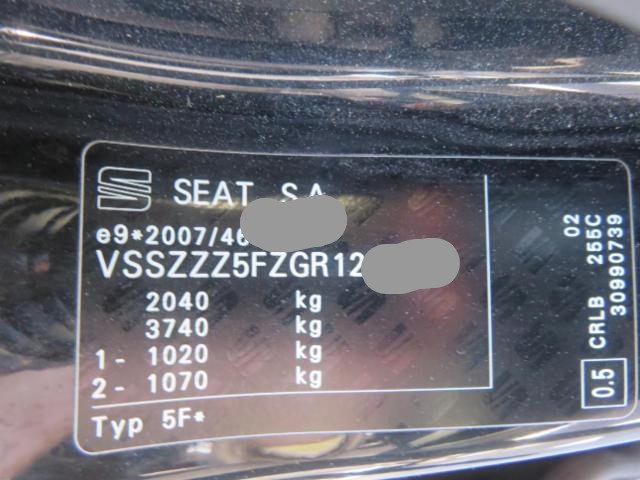 SEAT S.A
e9*2007/46
VSSZZZ5FZGR12
2040 kg
3740 kg
1- 1020 kg
2- 1070 kg
Typ 5F*
02
CRLB 255C
30990739
0.5